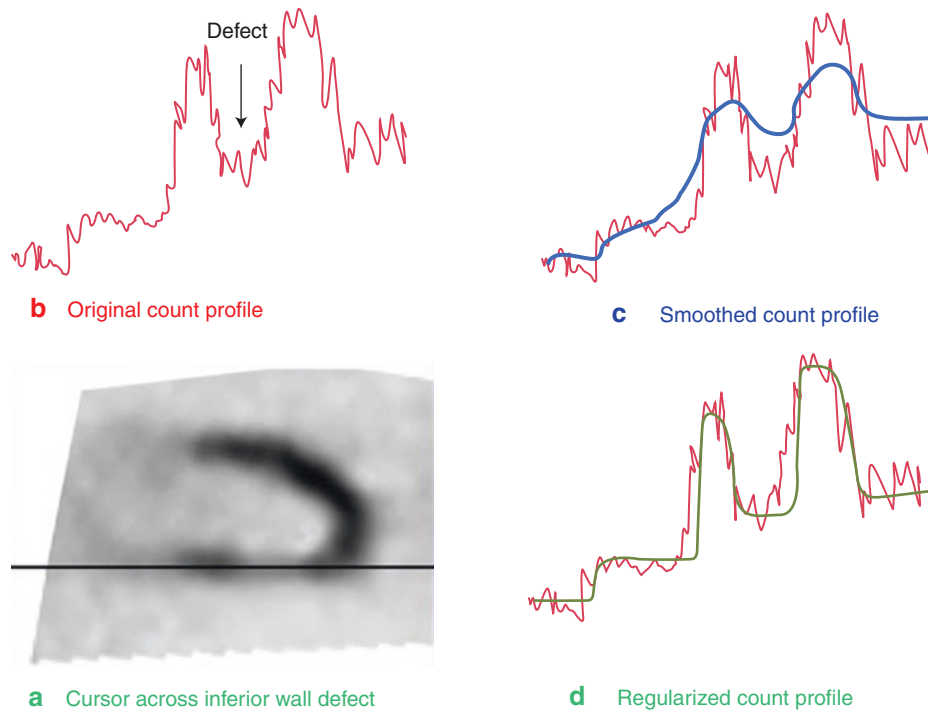 Defect
b Original count profile
c Smoothed count profile
a Cursor across inferior wall defect
d Regularized count profile